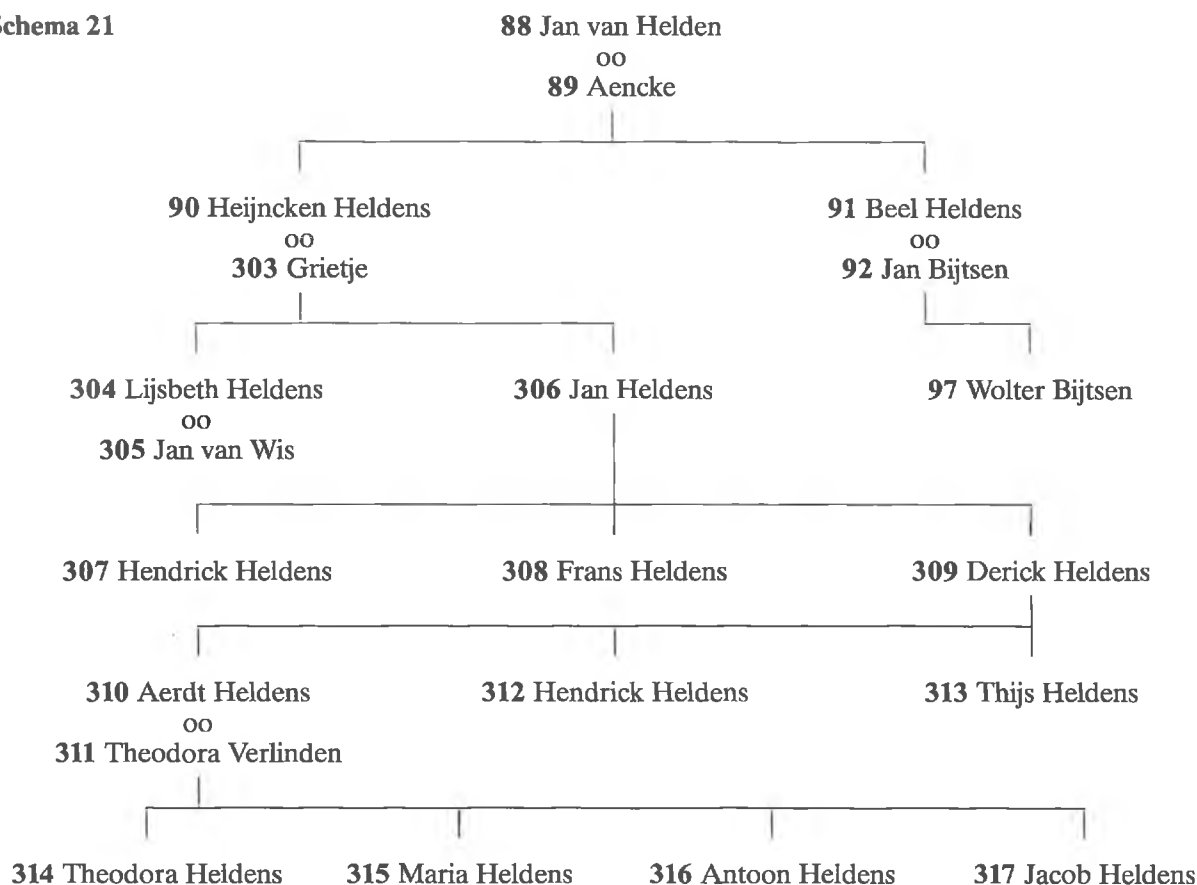 Schema 21
88 Jan van Helden
oo
89 Aencke
90 Heijncken Heldens
oo
303 Grietje
91 Beel Heldens
oo
92 Jan Bijtsen
304 Lijsbeth Heldens
oo
305 Jan van Wis
306 Jan Heldens
97 Wolter Bijtsen
307 Hendrick Heldens
308 Frans Heldens
309 Derick Heldens
310 Aerdt Heldens
oo
311 Theodora Verlinden
312 Hendrick Heldens
313 Thijs Heldens
314 Theodora Heldens
315 Maria Heldens
316 Antoon Heldens
317 Jacob Heldens